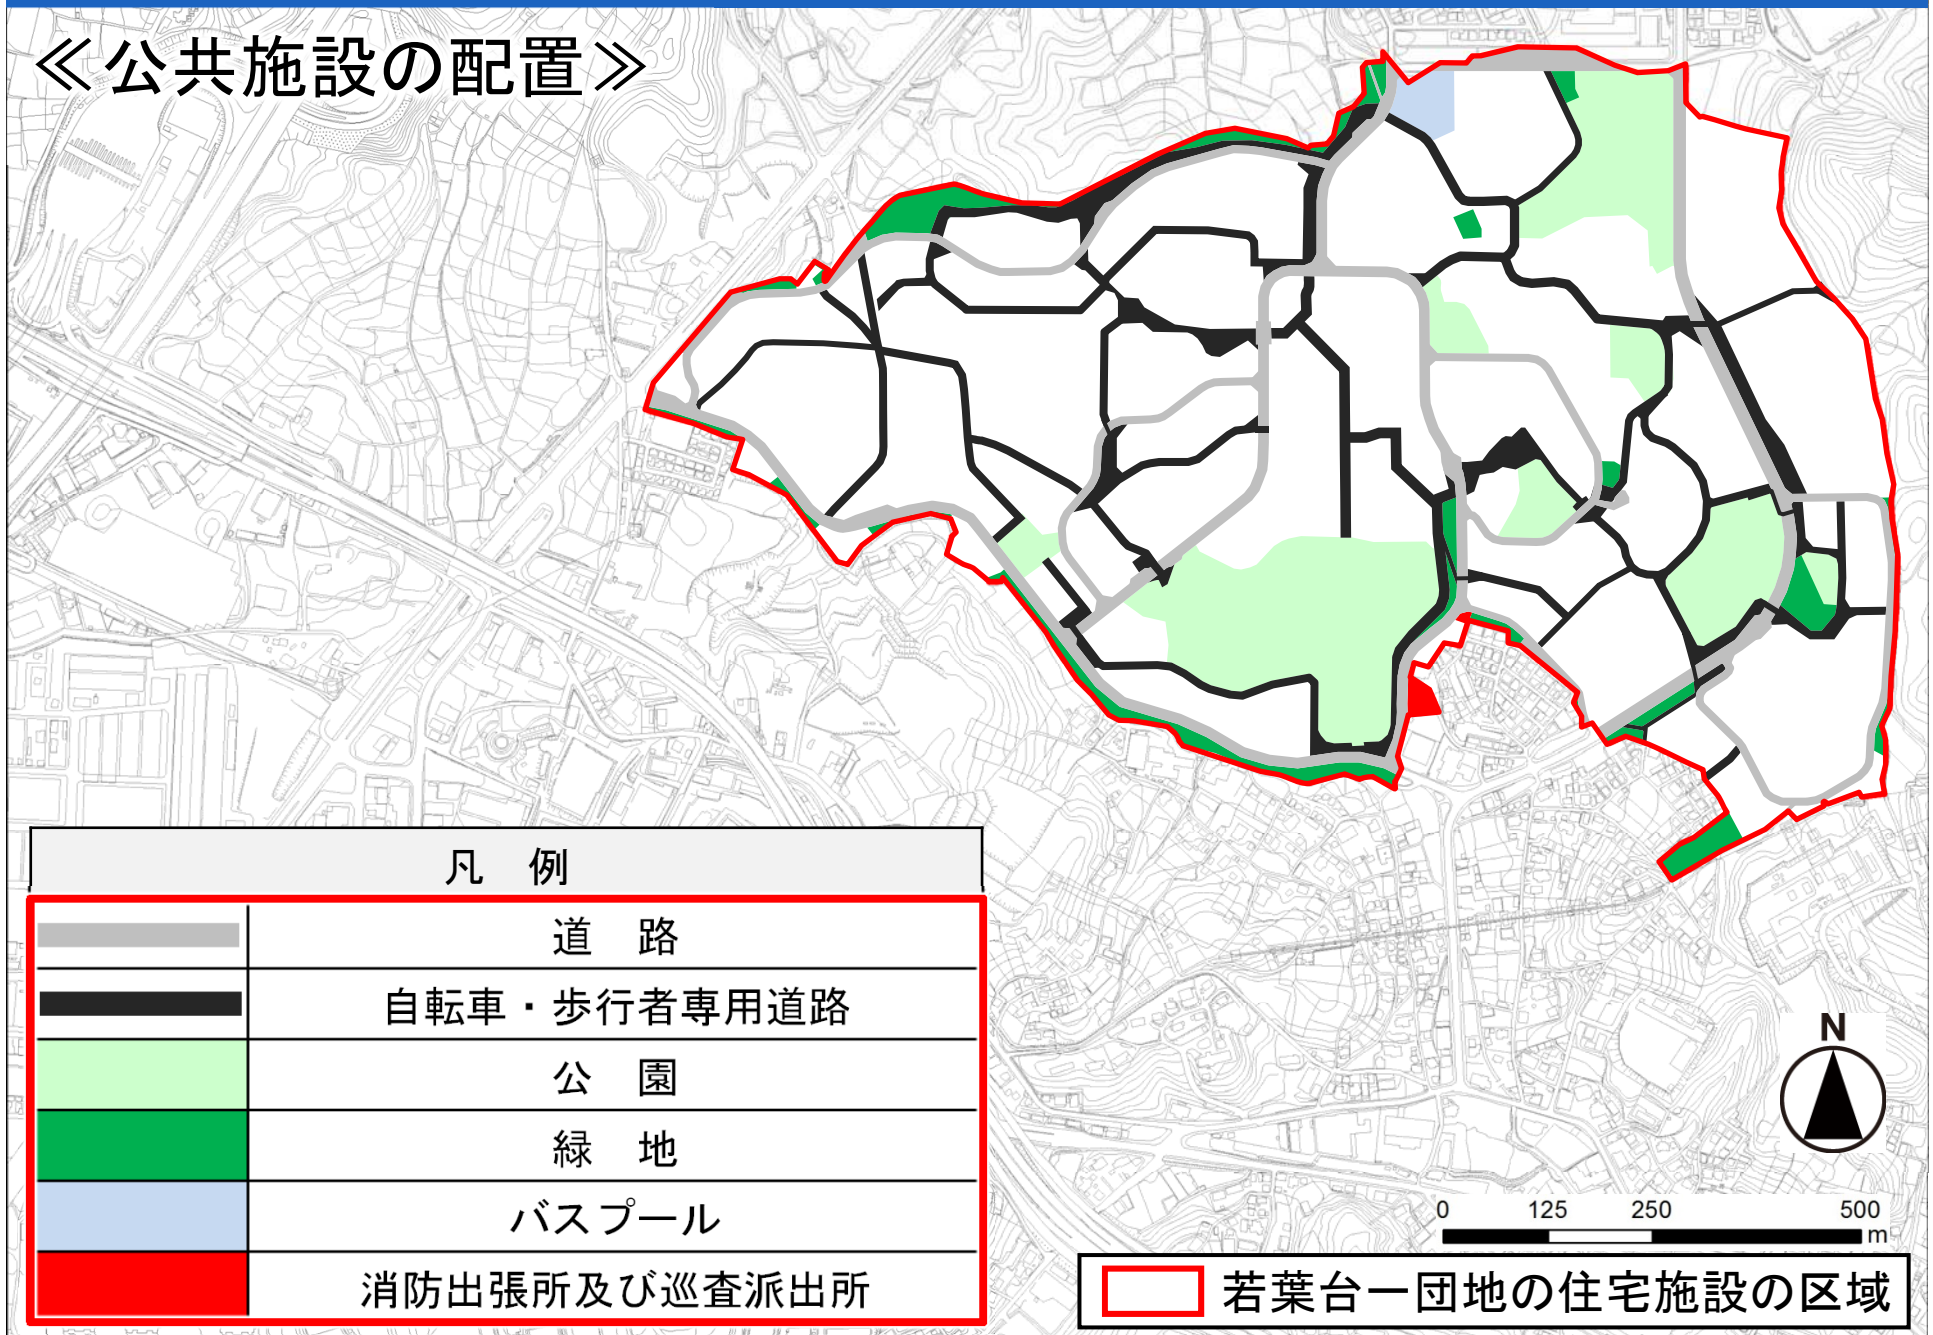 ≪公共施設の配置≫
凡 例
道 路
自転車・歩行者専用道路
公 園
緑 地
バスプール
消防出張所及び巡査派出所
N
0 125 250 500
m
若葉台一団地の住宅施設の区域